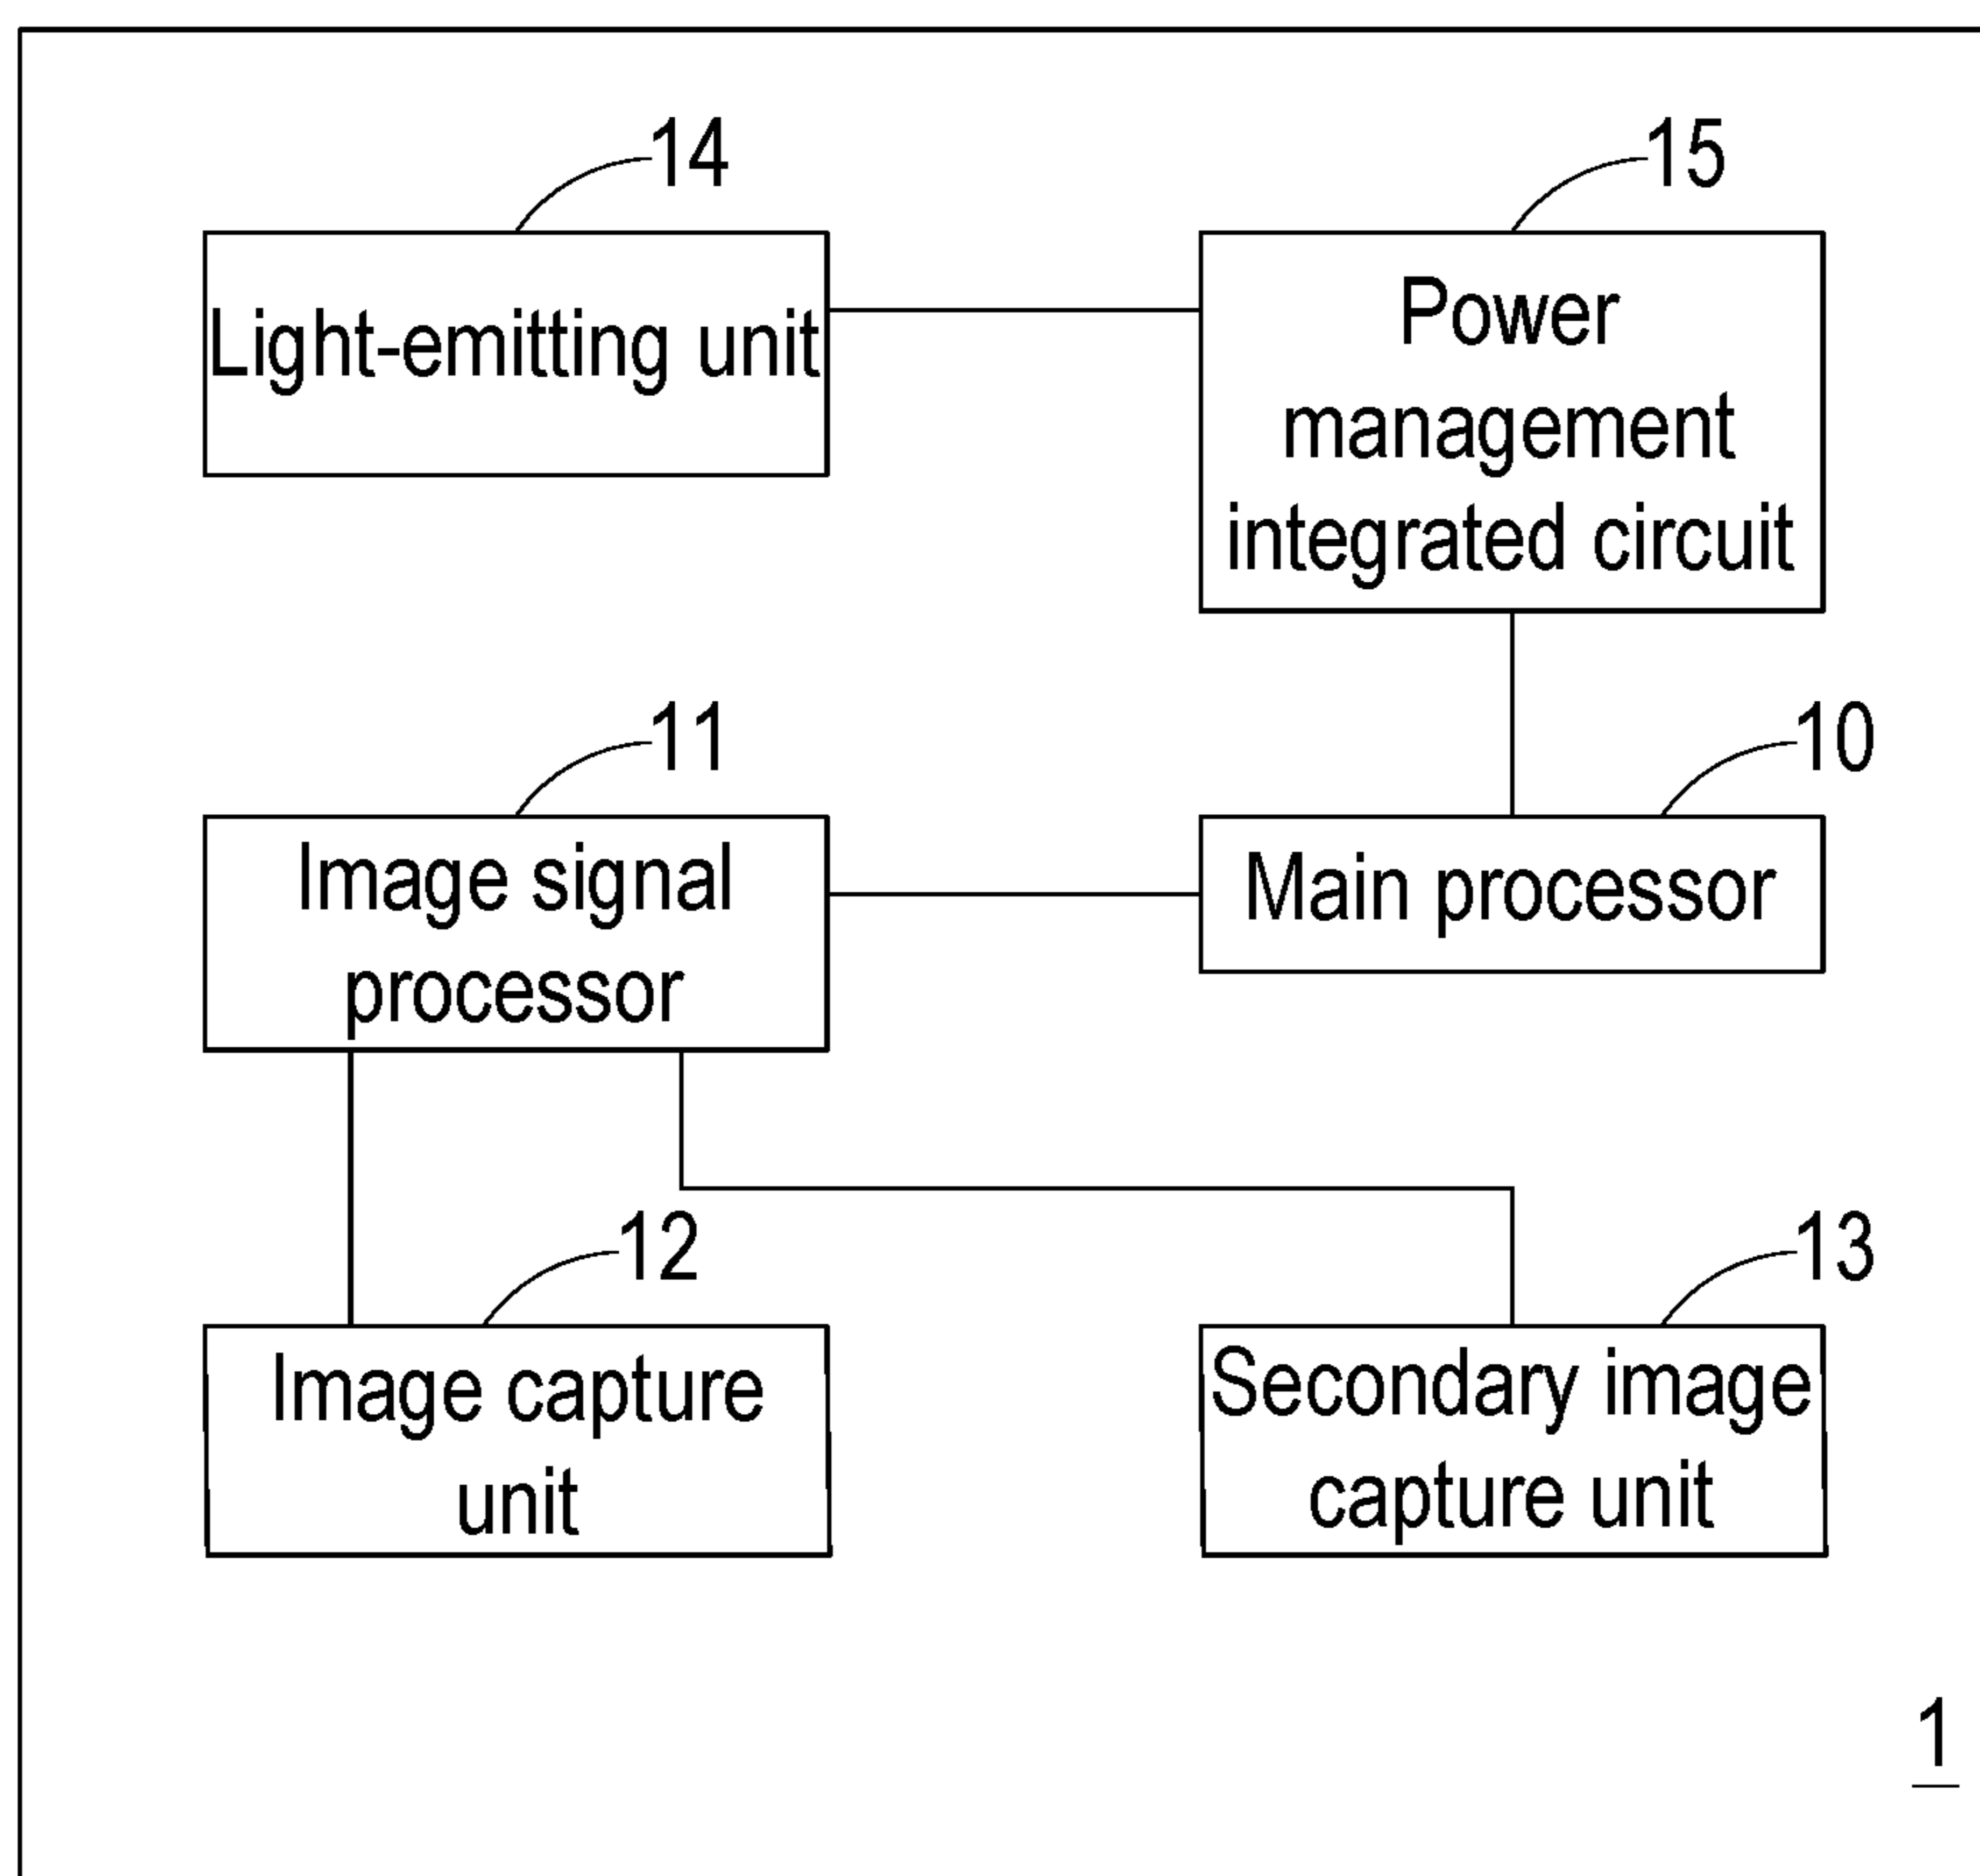 14
15
Light-emitting unit
Power
management
integrated circuit
11
10
Image signal
processor
Main processor
12
13
Image capture
unit
Secondary image
capture unit
1